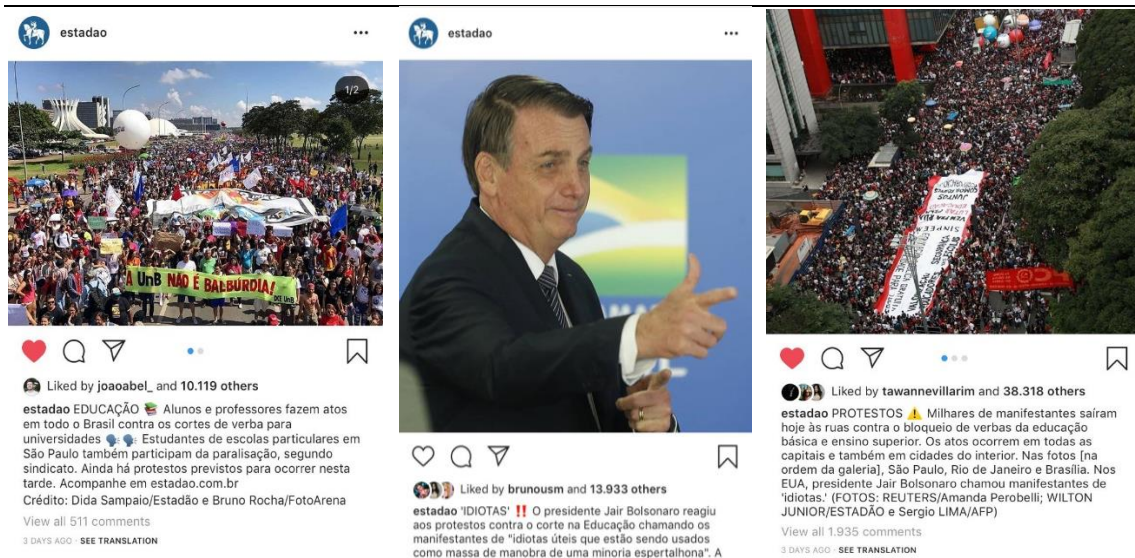 estadao
1/2
A UnB NÃO É BALBURDIA!
Liked by joaoabel_ and 10.119 others
estadao EDUCAÇÃO 📚 Alunos e professores fazem atos
em todo o Brasil contra os cortes de verba para
universidades 🗣️🗣️ Estudantes de escolas particulares em
São Paulo também participam da paralisação, segundo
sindicato. Ainda há protestos previstos para ocorrer nesta
tarde. Acompanhe em estadao.com.br
Crédito: Dida Sampaio/Estadão e Bruno Rocha/FotoArena
View all 511 comments
3 DAYS AGO · SEE TRANSLATION
estadao
Liked by brunousm and 13.933 others
estadao 'IDIOTAS' ‼️ O presidente Jair Bolsonaro reagiu
aos protestos contra o corte na Educação chamando os
manifestantes de "idiotas úteis que estão sendo usados
como massa de manobra de uma minoria espertalhona". A
JUNTOS
VEM PRA RUA
SINPEEM
Liked by tawannevillarim and 38.318 others
estadao PROTESTOS ⚠️ Milhares de manifestantes saíram
hoje às ruas contra o bloqueio de verbas da educação
básica e ensino superior. Os atos ocorrem em todas as
capitais e também em cidades do interior. Nas fotos [na
ordem da galeria], São Paulo, Rio de Janeiro e Brasília. Nos
EUA, presidente Jair Bolsonaro chamou manifestantes de
'idiotas.' (FOTOS: REUTERS/Amanda Perobelli; WILTON
JUNIOR/ESTADÃO e Sergio LIMA/AFP)
View all 1.935 comments
3 DAYS AGO · SEE TRANSLATION